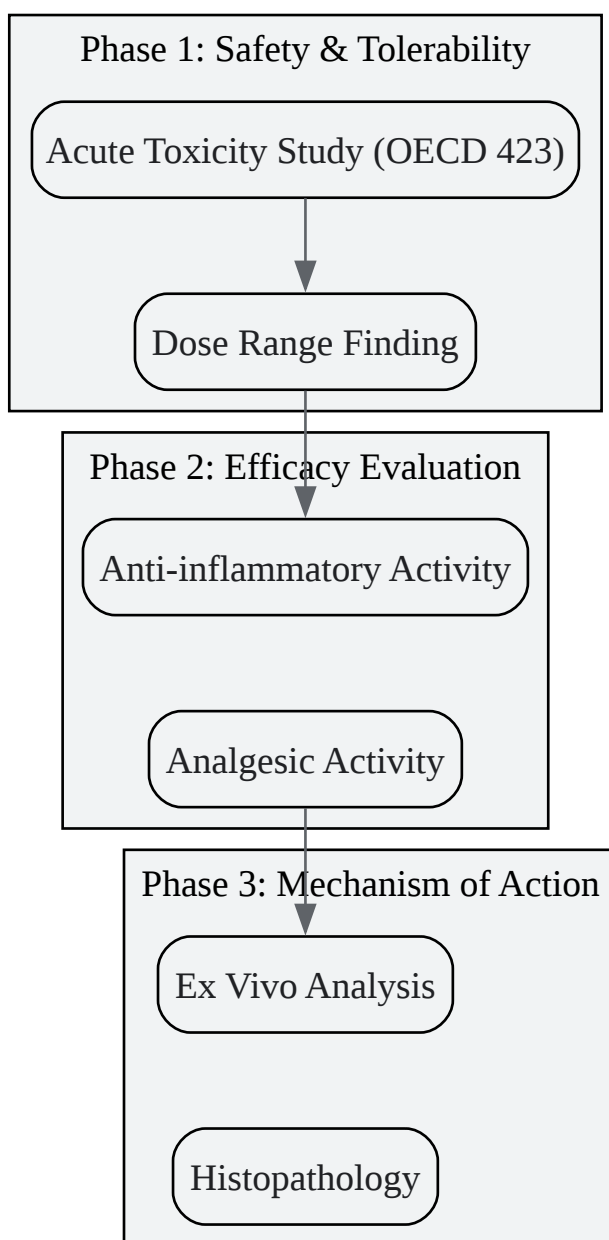 Phase 1: Safety & Tolerability
Acute Toxicity Study (OECD 423)
Dose Range Finding
Phase 2: Efficacy Evaluation
Anti-inflammatory Activity
Analgesic Activity
Phase 3: Mechanism of Action
Ex Vivo Analysis
Histopathology